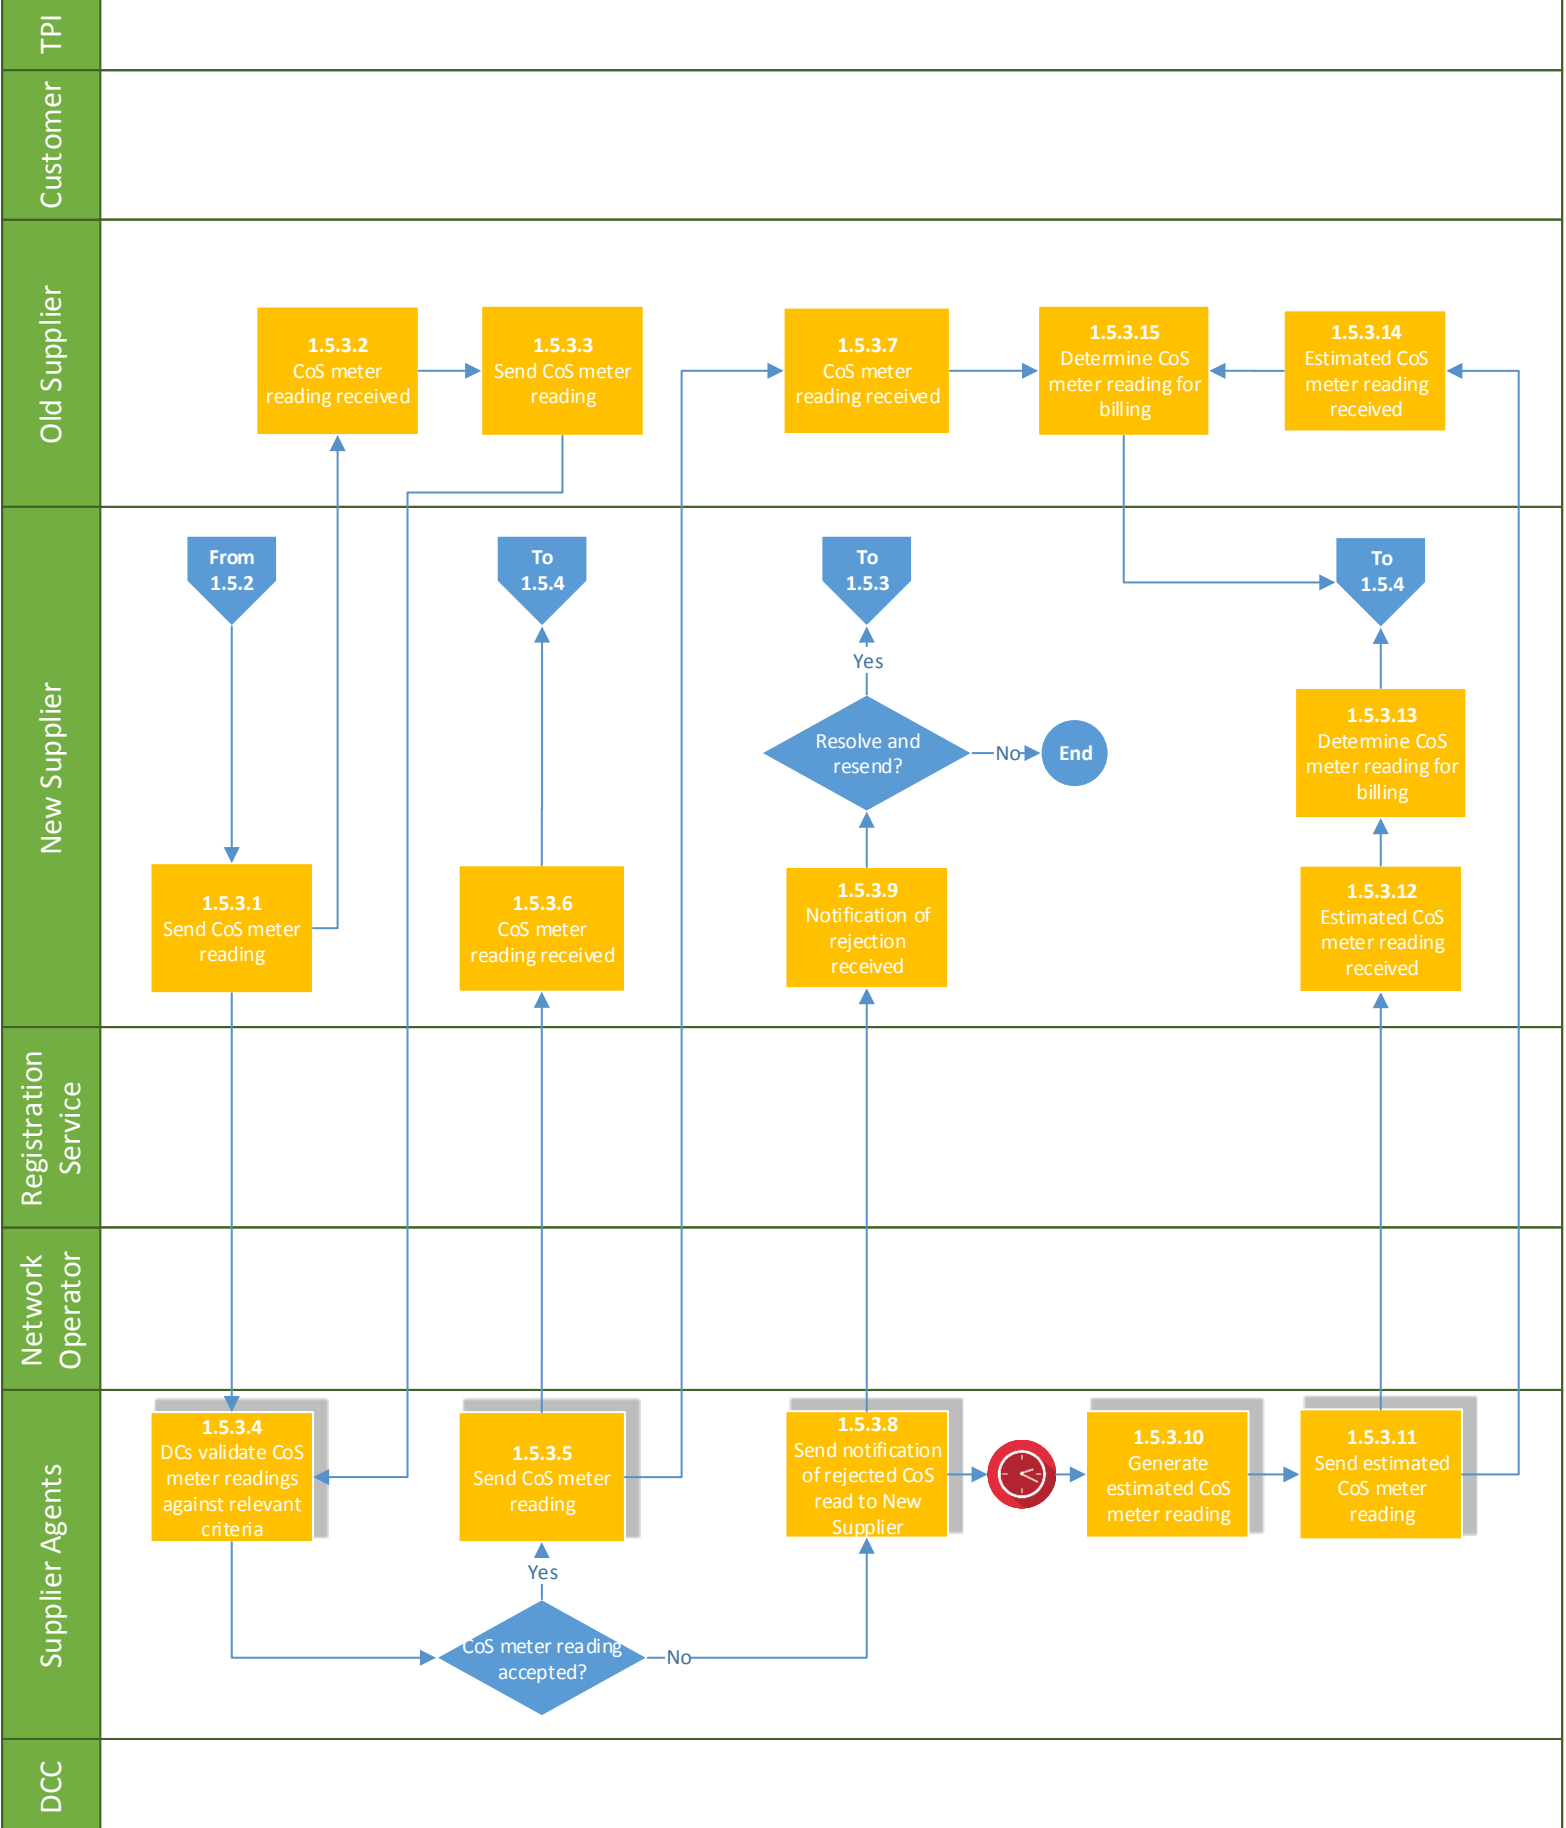 TPI
Customer
Old Supplier
1.5.3.2
CoS meter
reading received
1.5.3.3
Send CoS meter
reading
1.5.3.7
CoS meter
reading received
1.5.3.15
Determine CoS
meter reading for
billing
1.5.3.14
Estimated CoS
meter reading
received
New Supplier
From
1.5.2
To
1.5.4
To
1.5.3
To
1.5.4
Yes
Resolve and
resend?
No
End
1.5.3.13
Determine CoS
meter reading for
billing
1.5.3.1
Send CoS meter
reading
1.5.3.6
CoS meter
reading received
1.5.3.9
Notification of
rejection
received
1.5.3.12
Estimated CoS
meter reading
received
Registration
Service
Network
Operator
Supplier Agents
1.5.3.4
DCs validate CoS
meter readings
against relevant
criteria
1.5.3.5
Send CoS meter
reading
1.5.3.8
Send notification
of rejected CoS
read to New
Supplier
1.5.3.10
Generate
estimated CoS
meter reading
1.5.3.11
Send estimated
CoS meter
reading
Yes
CoS meter reading
accepted?
No
DCC